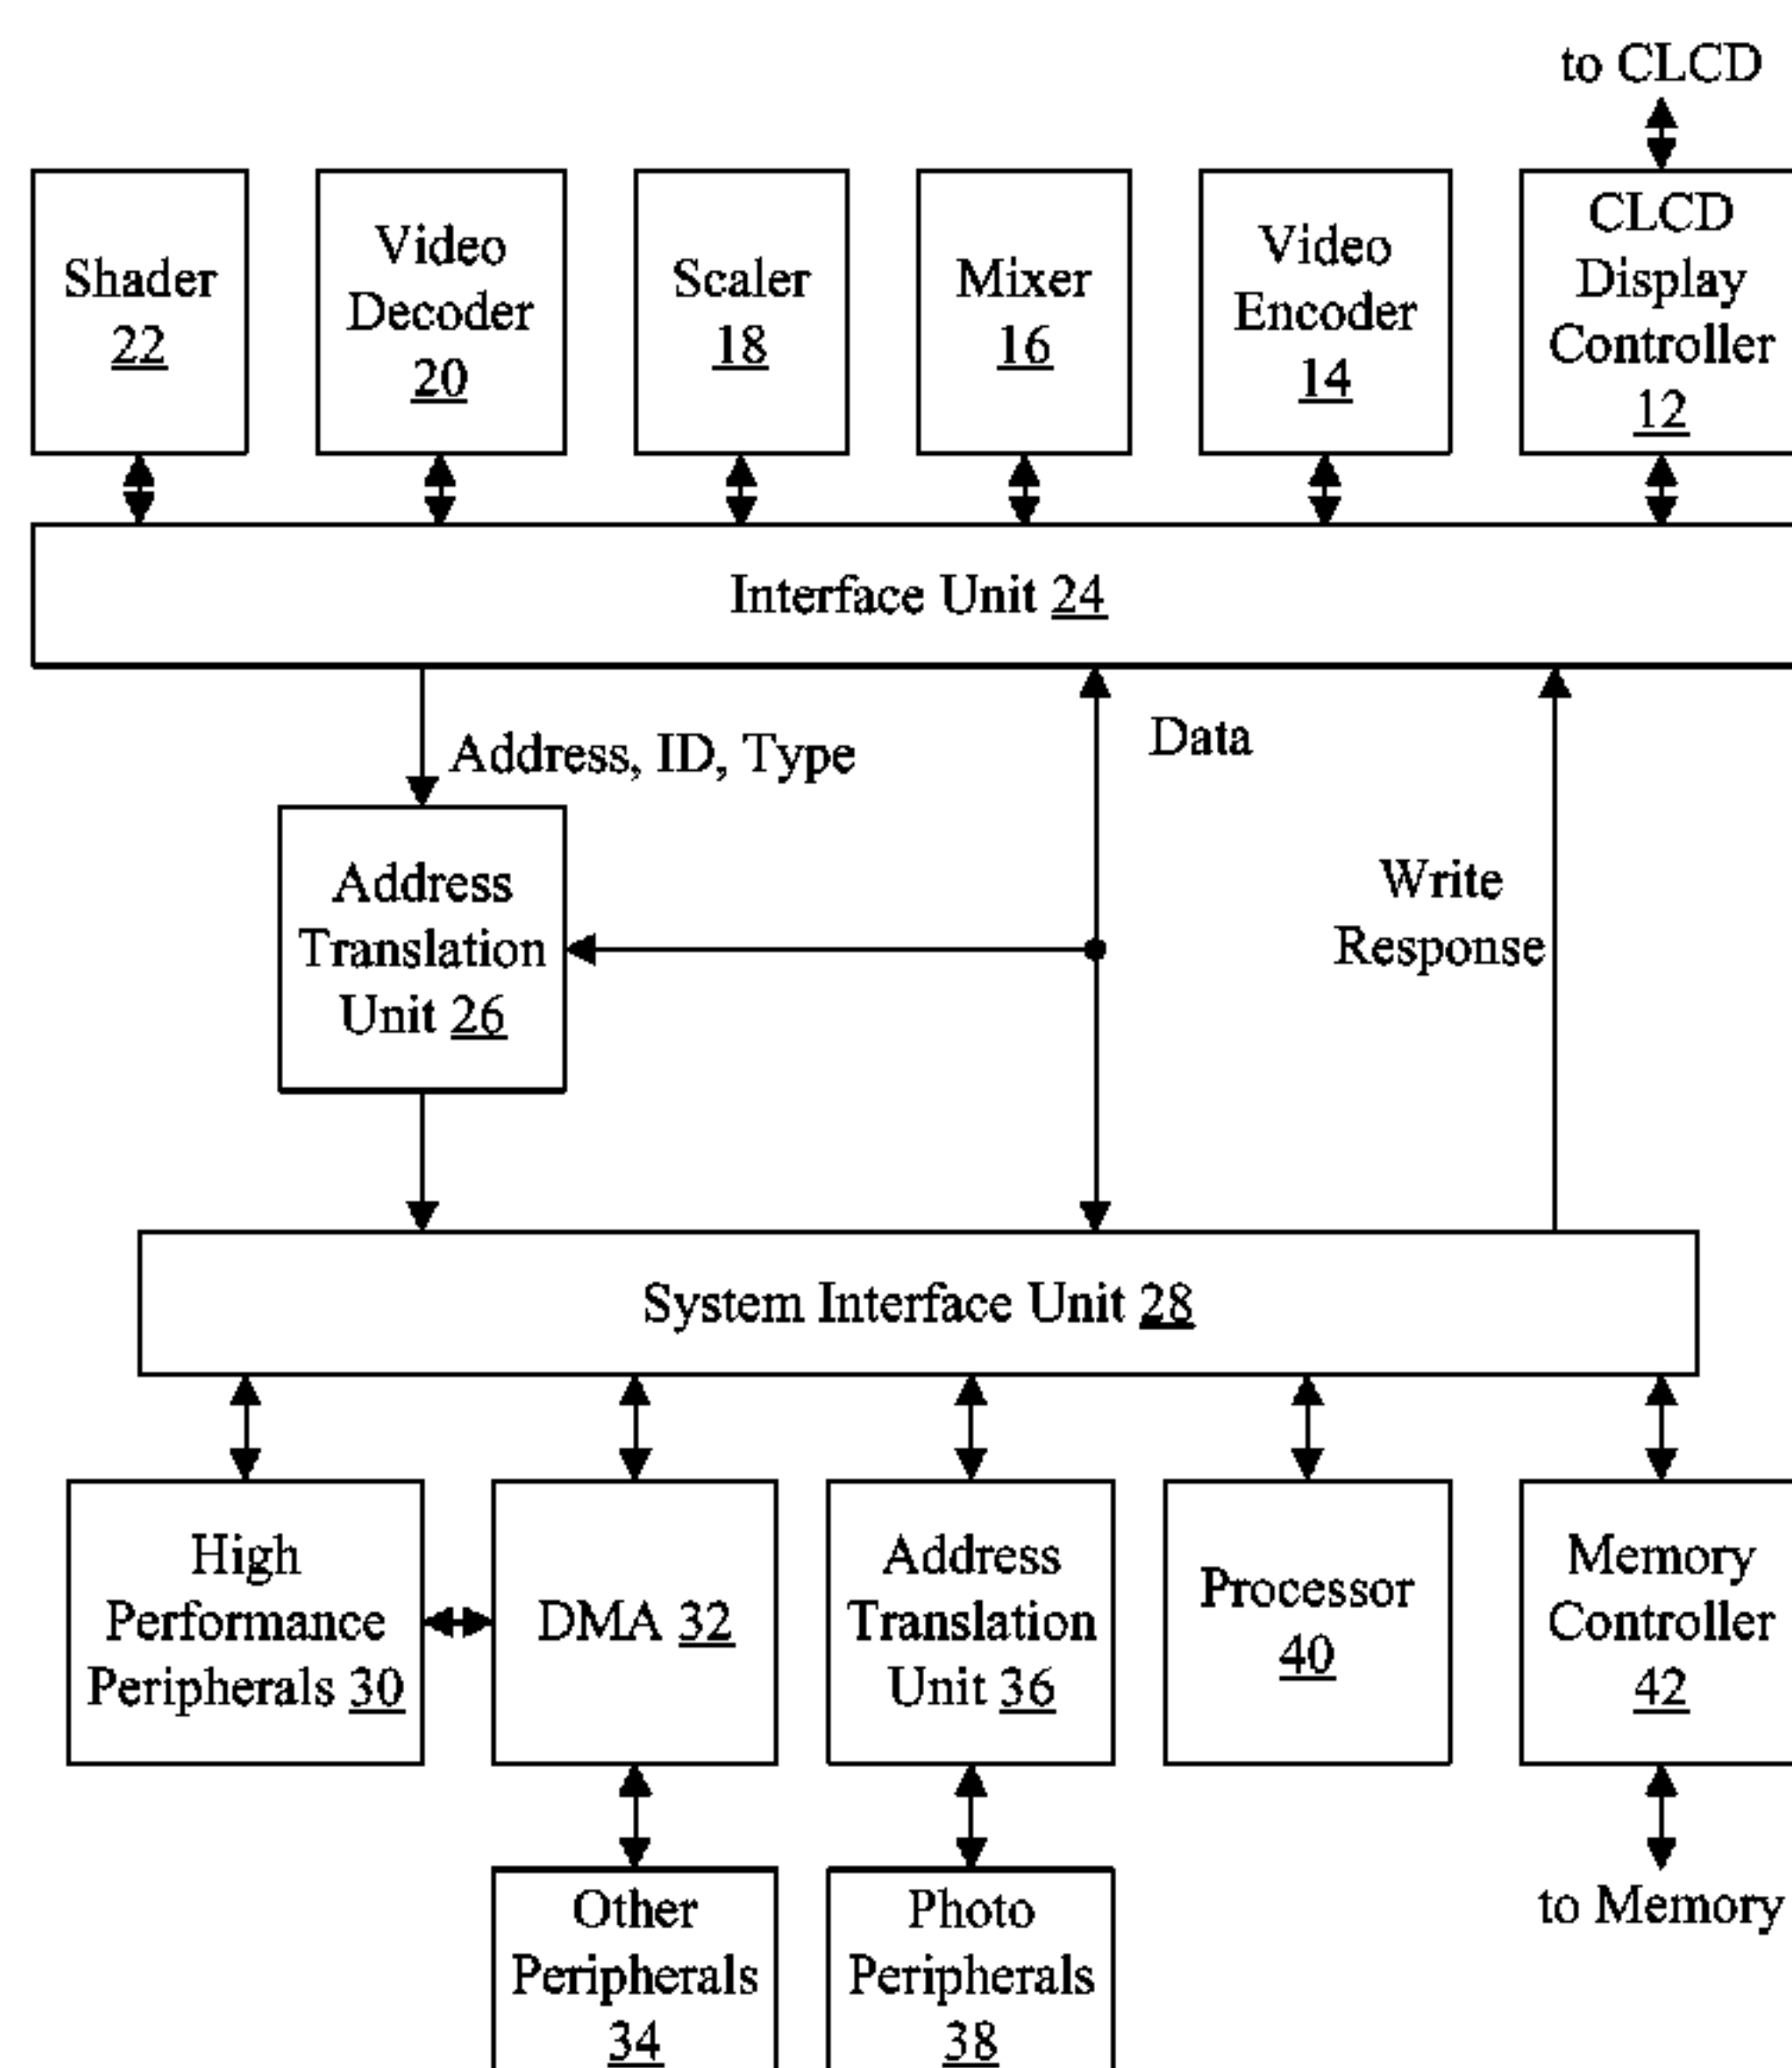 to CLCD
Shader
22
Video
Decoder
20
Scaler
18
Mixer
16
Video
Encoder
14
CLCD
Display
Controller
12
Interface Unit 24
Address, ID, Type
Data
Address
Translation
Unit 26
Write
Response
System Interface Unit 28
High
Performance
Peripherals 30
DMA 32
Address
Translation
Unit 36
Processor
40
Memory
Controller
42
Other
Peripherals
34
Photo
Peripherals
38
to Memory